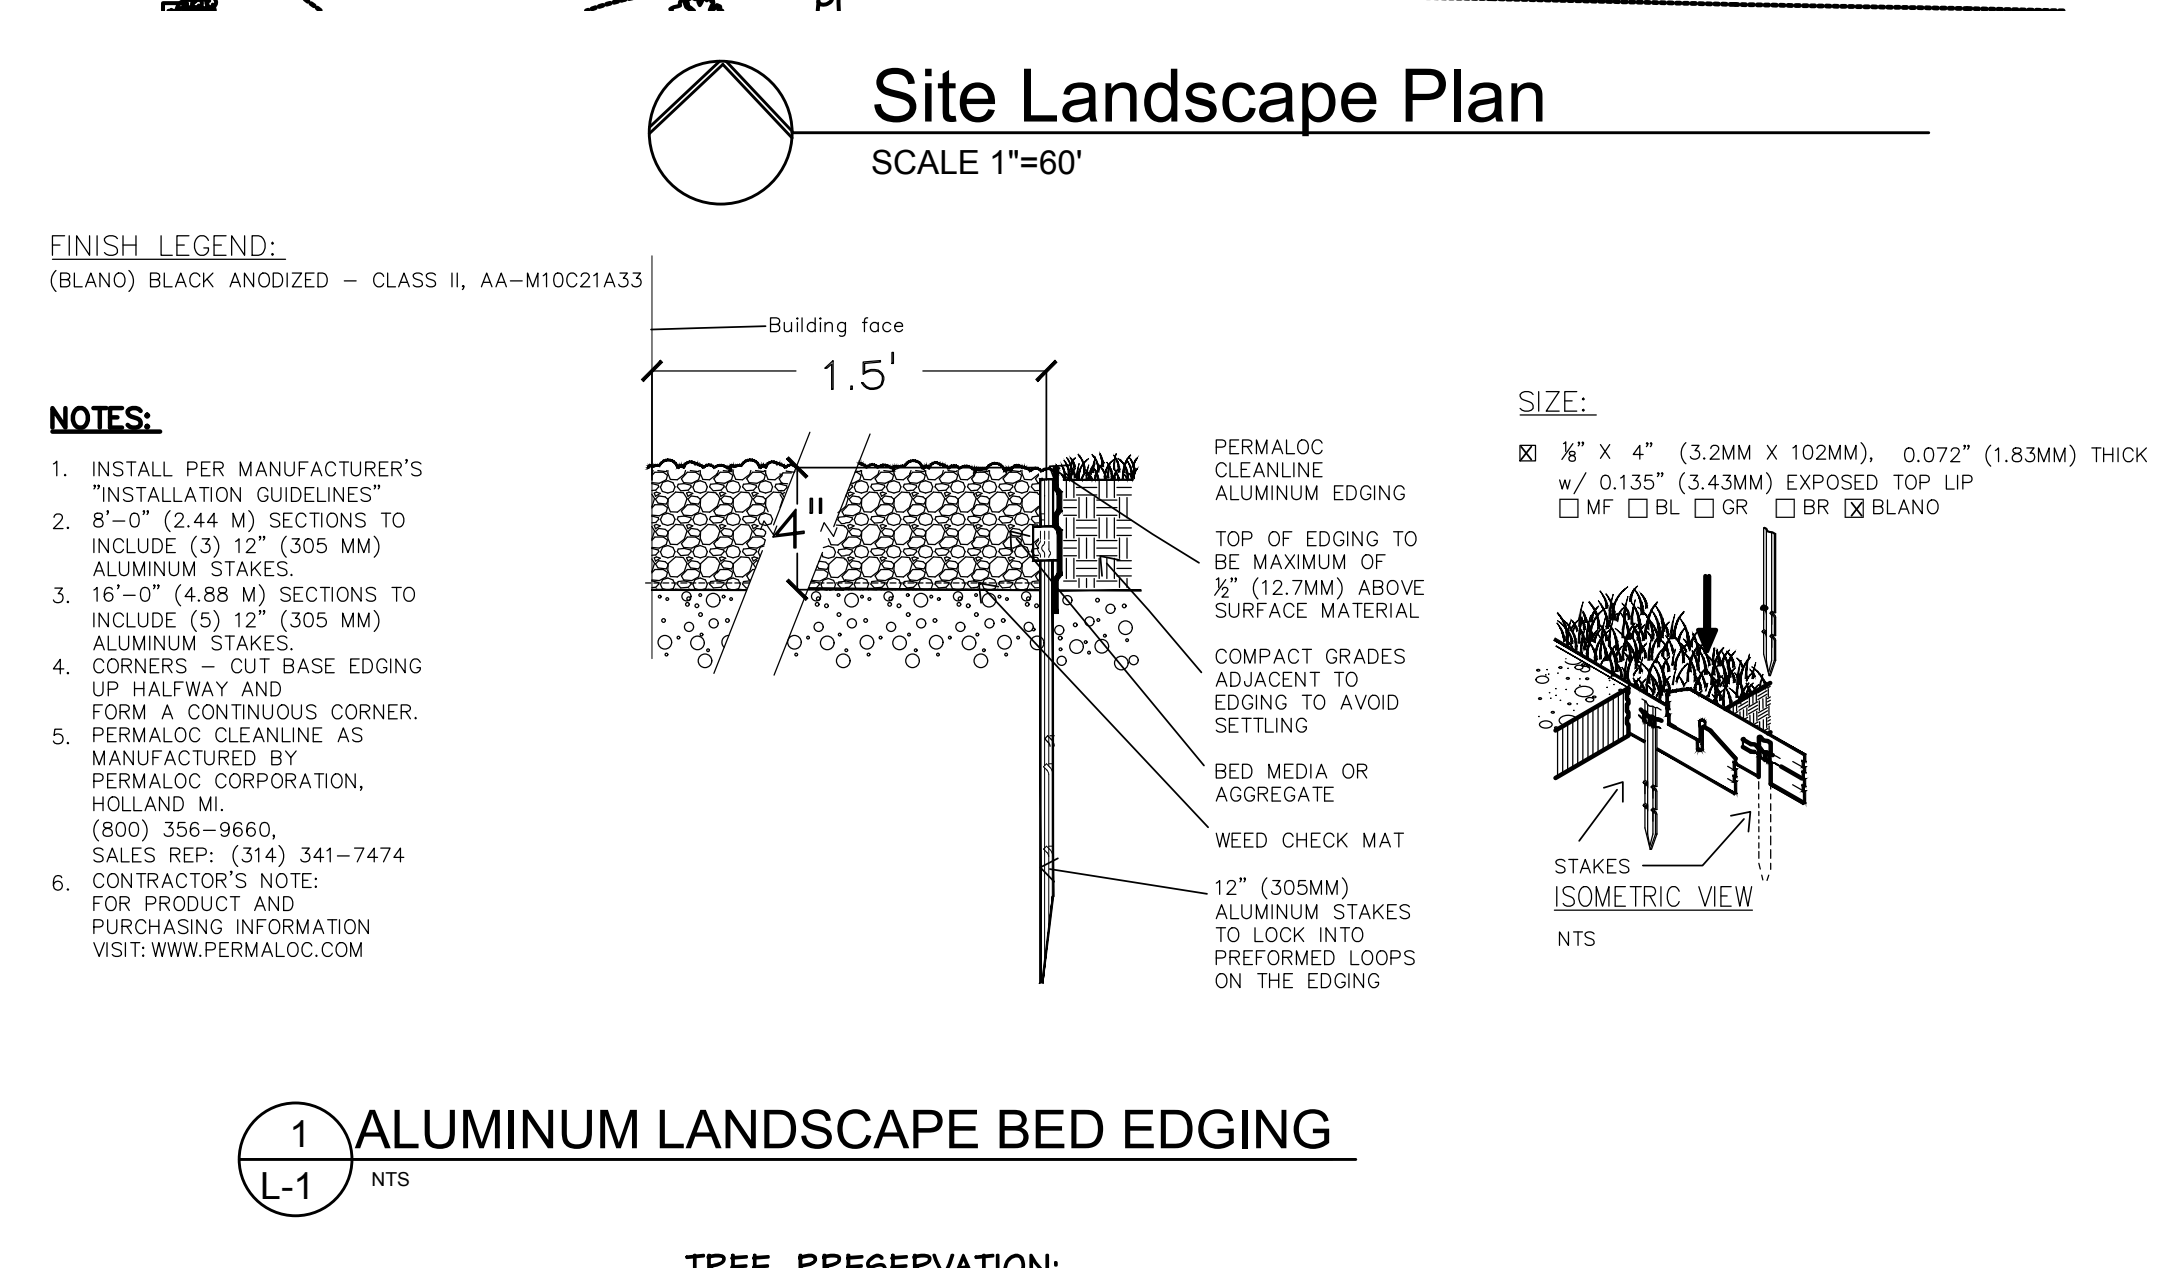 Site Landscape Plan
SCALE 1"=60'
FINISH LEGEND:
(BLANO) BLACK ANODIZED – CLASS II, AA–M10C21A33
Building face
1.5'
4"
NOTES:
1. INSTALL PER MANUFACTURER'S
"INSTALLATION GUIDELINES"
2. 8'–0" (2.44 M) SECTIONS TO
INCLUDE (3) 12" (305 MM)
ALUMINUM STAKES.
3. 16'–0" (4.88 M) SECTIONS TO
INCLUDE (5) 12" (305 MM)
ALUMINUM STAKES.
4. CORNERS – CUT BASE EDGING
UP HALFWAY AND
FORM A CONTINUOUS CORNER.
5. PERMALOC CLEANLINE AS
MANUFACTURED BY
PERMALOC CORPORATION,
HOLLAND MI.
(800) 356–9660,
SALES REP: (314) 341–7474
6. CONTRACTOR'S NOTE:
FOR PRODUCT AND
PURCHASING INFORMATION
VISIT: WWW.PERMALOC.COM
PERMALOC
CLEANLINE
ALUMINUM EDGING
TOP OF EDGING TO
BE MAXIMUM OF
½" (12.7MM) ABOVE
SURFACE MATERIAL
COMPACT GRADES
ADJACENT TO
EDGING TO AVOID
SETTLING
BED MEDIA OR
AGGREGATE
WEED CHECK MAT
12" (305MM)
ALUMINUM STAKES
TO LOCK INTO
PREFORMED LOOPS
ON THE EDGING
SIZE:
☒ ⅛" X 4" (3.2MM X 102MM), 0.072" (1.83MM) THICK
w/ 0.135" (3.43MM) EXPOSED TOP LIP
☐ MF ☐ BL ☐ GR ☐ BR ☒ BLANO
STAKES
ISOMETRIC VIEW
NTS
1
L-1
ALUMINUM LANDSCAPE BED EDGING
NTS
TREE PRESERVATION: